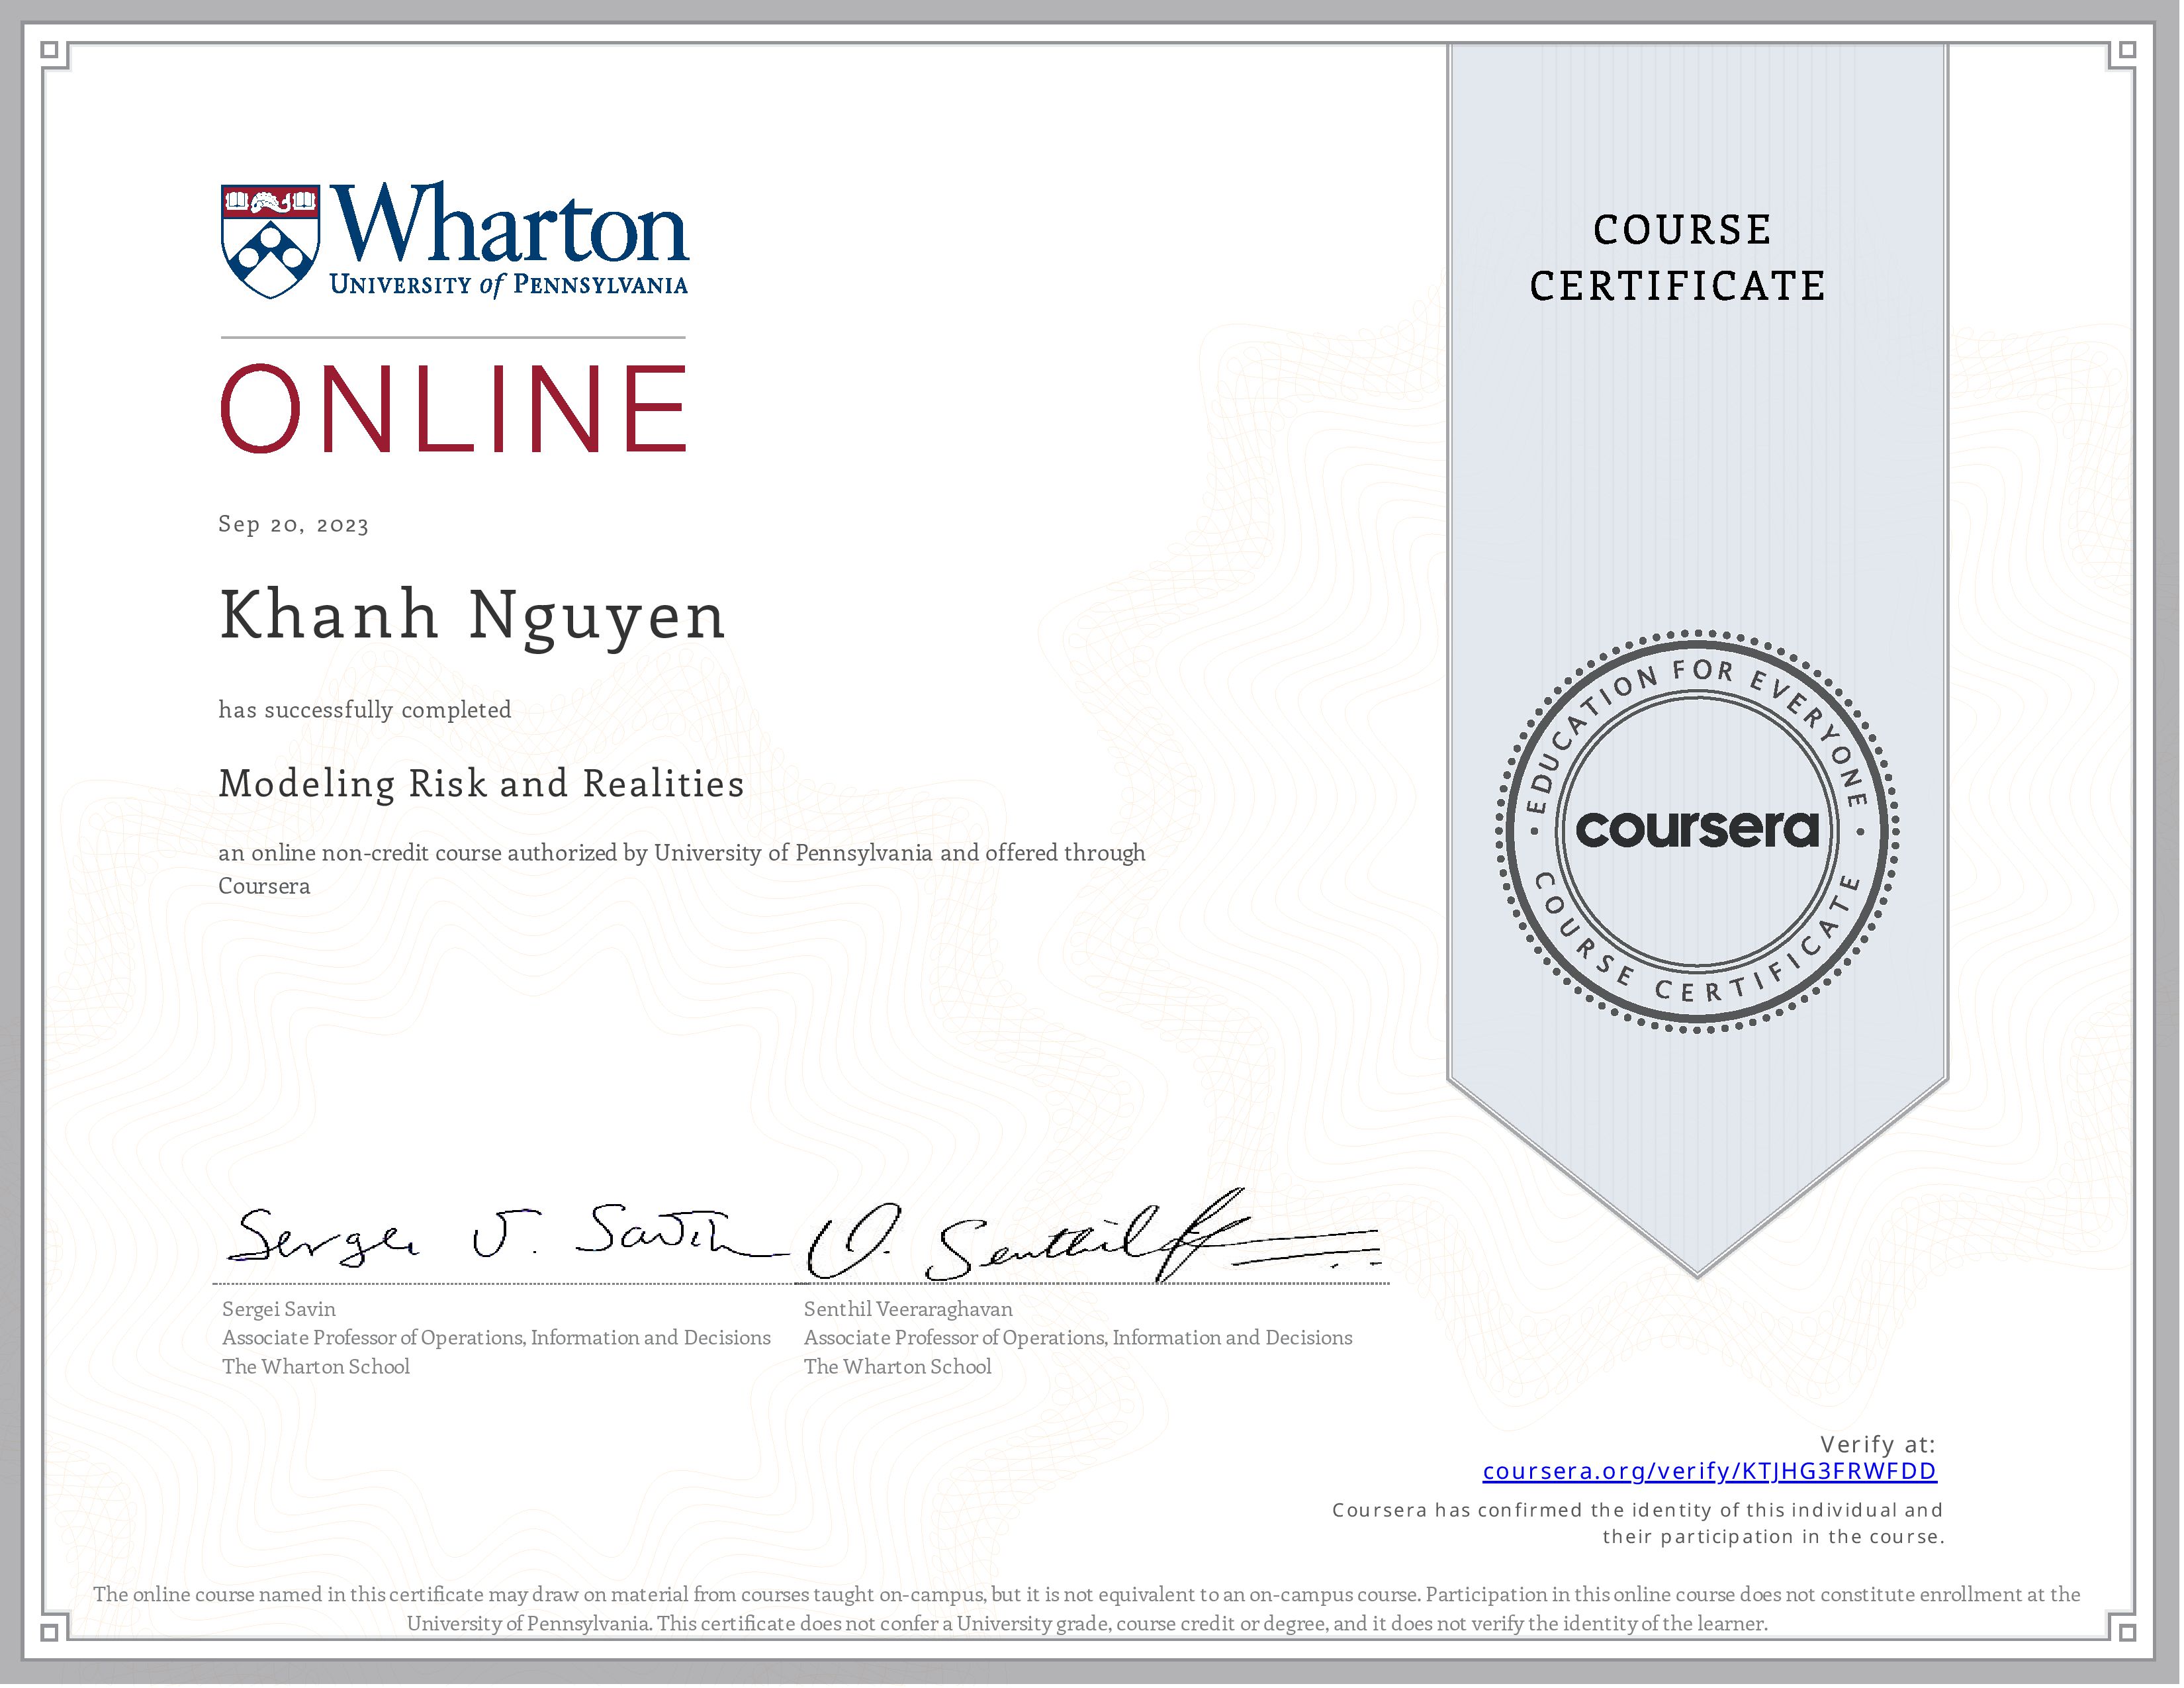 Wharton
UNIVERSITY of PENNSYLVANIA
ONLINE
Sep 20, 2023
Khanh Nguyen
has successfully completed
Modeling Risk and Realities
an online non-credit course authorized by University of Pennsylvania and offered through
Coursera
COURSE
CERTIFICATE
EDUCATION FOR EVERYONE
coursera
COURSE CERTIFICATE
Sergei V. Savin
O. Senthil
Sergei Savin
Associate Professor of Operations, Information and Decisions
The Wharton School
Senthil Veeraraghavan
Associate Professor of Operations, Information and Decisions
The Wharton School
Verify at:
coursera.org/verify/KTJHG3FRWFDD
Coursera has confirmed the identity of this individual and
their participation in the course.
The online course named in this certificate may draw on material from courses taught on-campus, but it is not equivalent to an on-campus course. Participation in this online course does not constitute enrollment at the
University of Pennsylvania. This certificate does not confer a University grade, course credit or degree, and it does not verify the identity of the learner.